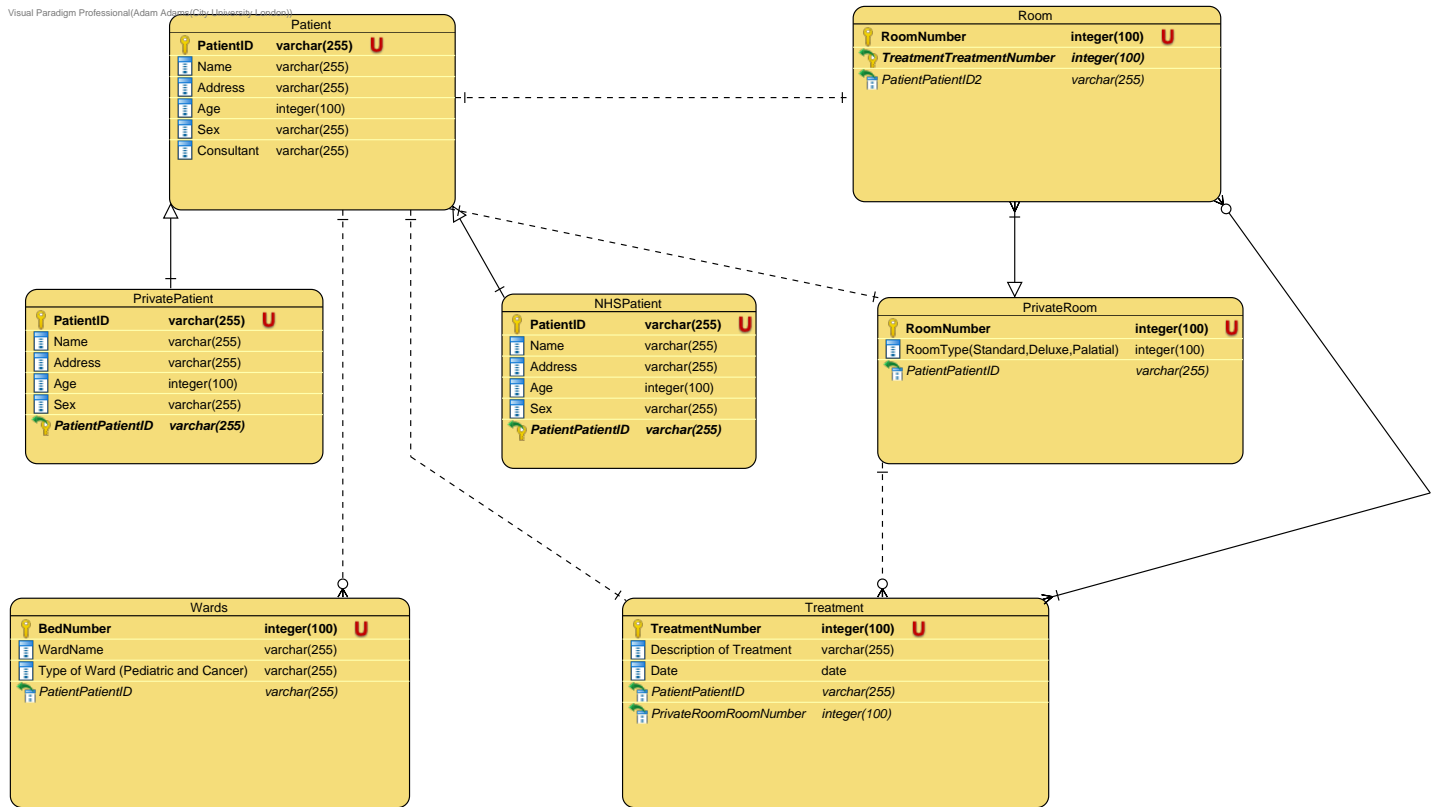 Visual Paradigm Professional(Adam Adams(City University London))
Patient
PatientID varchar(255) U
Name varchar(255)
Address varchar(255)
Age integer(100)
Sex varchar(255)
Consultant varchar(255)
Room
RoomNumber integer(100) U
TreatmentTreatmentNumber integer(100)
PatientPatientID2 varchar(255)
PrivatePatient
PatientID varchar(255) U
Name varchar(255)
Address varchar(255)
Age integer(100)
Sex varchar(255)
PatientPatientID varchar(255)
NHSPatient
PatientID varchar(255) U
Name varchar(255)
Address varchar(255)
Age integer(100)
Sex varchar(255)
PatientPatientID varchar(255)
PrivateRoom
RoomNumber integer(100) U
RoomType(Standard,Deluxe,Palatial) integer(100)
PatientPatientID varchar(255)
Wards
BedNumber integer(100) U
WardName varchar(255)
Type of Ward (Pediatric and Cancer) varchar(255)
PatientPatientID varchar(255)
Treatment
TreatmentNumber integer(100) U
Description of Treatment varchar(255)
Date date
PatientPatientID varchar(255)
PrivateRoomRoomNumber integer(100)